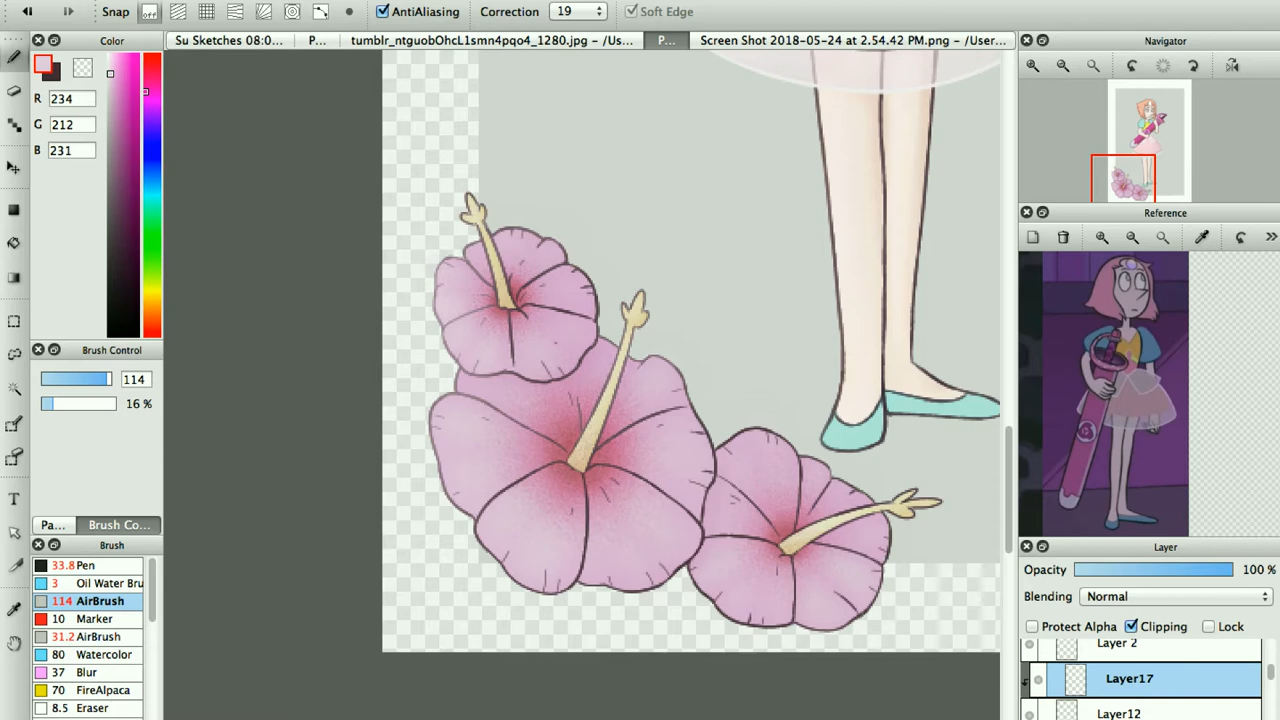 Snap off AntiAliasing Correction 19 Soft Edge
Color Su Sketches 08:0... P... tumblr_ntguobOhcL1smn4pqo4_1280.jpg - /Us... P... Screen Shot 2018-05-24 at 2.54.42 PM.png - /User... Navigator
R 234
G 212
B 231
Reference
Brush Control
114
16 %
Pa... Brush Co...
Brush
33.8 Pen
3 Oil Water Bru
114 AirBrush
10 Marker
31.2 AirBrush
80 Watercolor
37 Blur
70 FireAlpaca
8.5 Eraser
T
Layer
Opacity 100 %
Blending Normal
Protect Alpha Clipping Lock
Layer 2
Layer17
Layer12